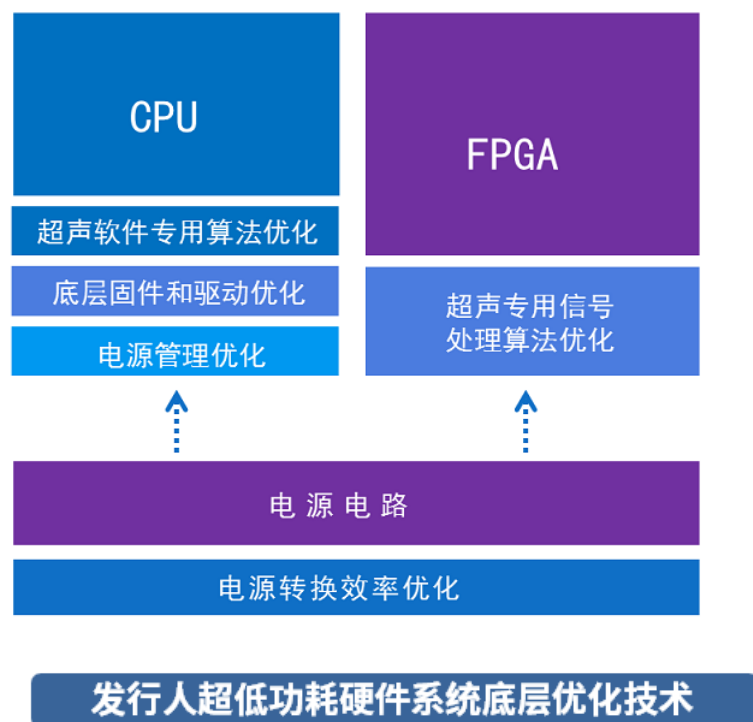 CPU
超声软件专用算法优化
底层固件和驱动优化
电源管理优化
FPGA
超声专用信号
处理算法优化
电源电路
电源转换效率优化
发行人超低功耗硬件系统底层优化技术